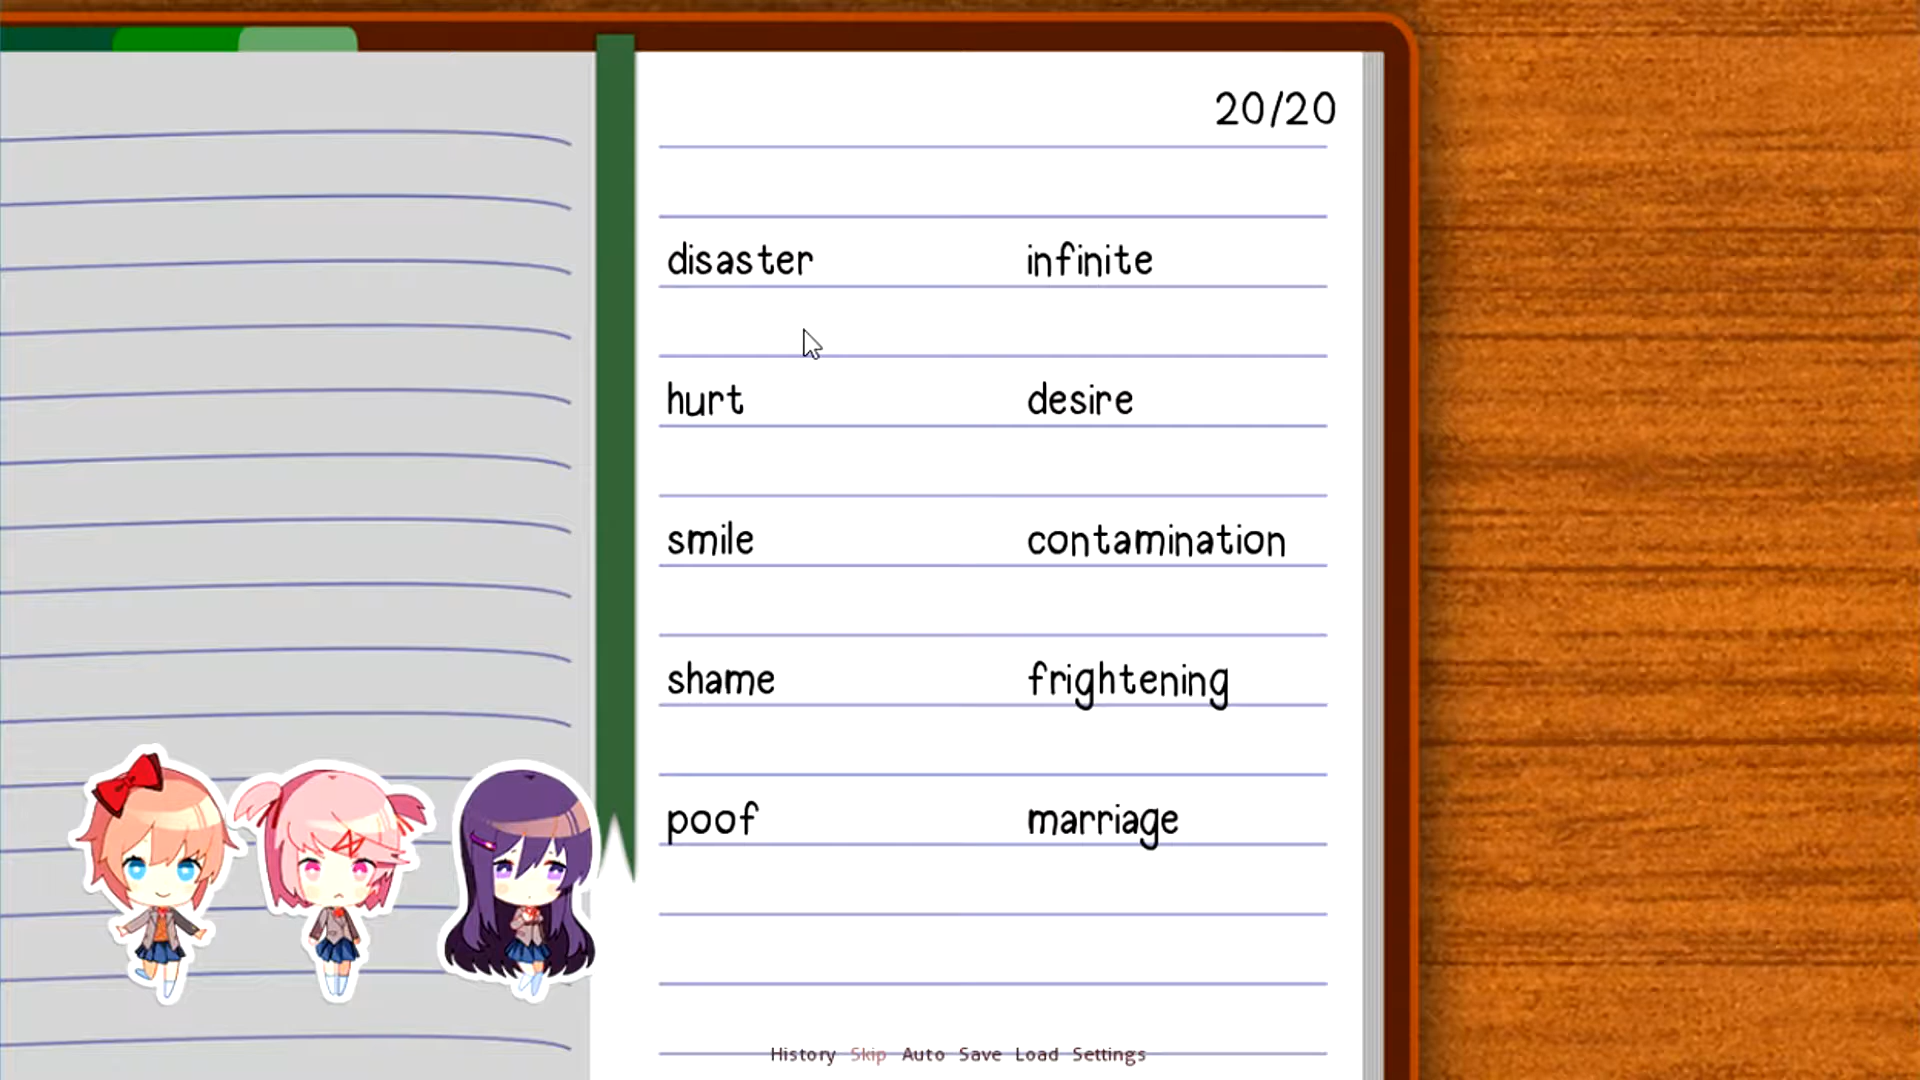 20/20
disaster infinite
hurt desire
smile contamination
shame frightening
poof marriage
History Skip Auto Save Load Settings